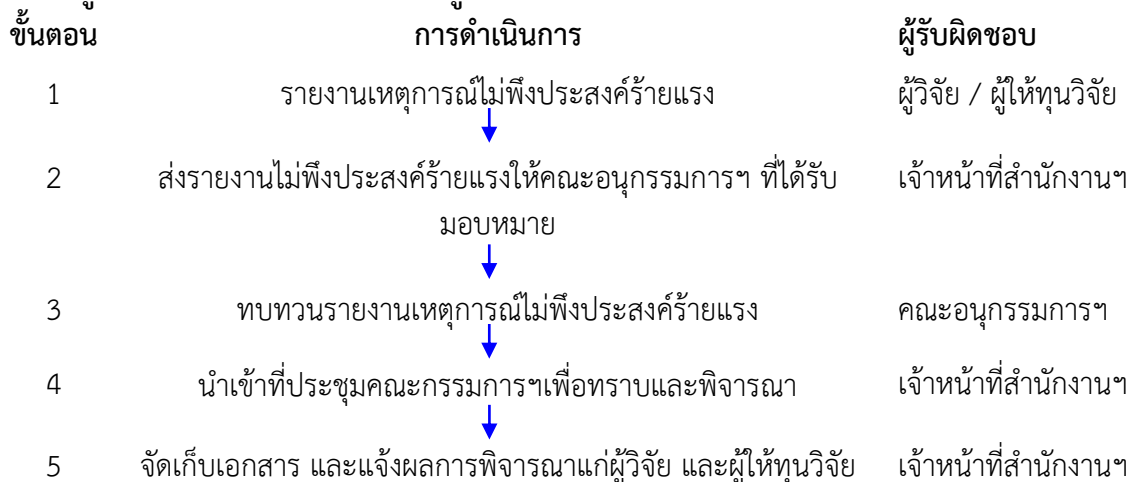 ขั้นตอน การดำเนินการ ผู้รับผิดชอบ
1 รายงานเหตุการณ์ไม่พึงประสงค์ร้ายแรง ผู้วิจัย / ผู้ให้ทุนวิจัย
2 ส่งรายงานไม่พึงประสงค์ร้ายแรงให้คณะอนุกรรมการฯ ที่ได้รับ เจ้าหน้าที่สำนักงานฯ
มอบหมาย
3 ทบทวนรายงานเหตุการณ์ไม่พึงประสงค์ร้ายแรง คณะอนุกรรมการฯ
4 นำเข้าที่ประชุมคณะกรรมการฯเพื่อทราบและพิจารณา เจ้าหน้าที่สำนักงานฯ
5 จัดเก็บเอกสาร และแจ้งผลการพิจารณาแก่ผู้วิจัย และผู้ให้ทุนวิจัย เจ้าหน้าที่สำนักงานฯ